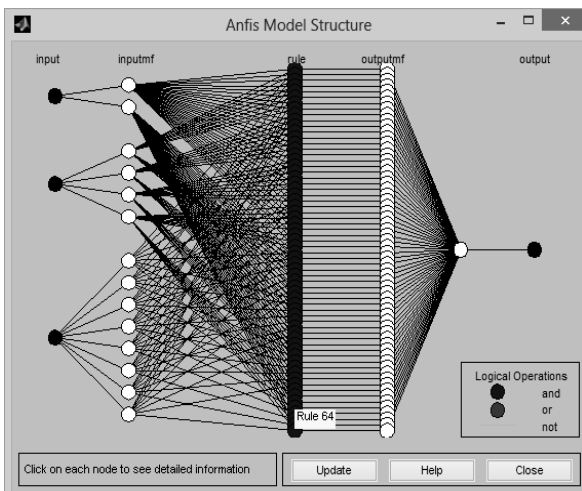 Anfis Model Structure
input inputmf rule outputmf output
Rule 64
Logical Operations
and
or
not
Click on each node to see detailed information
Update Help Close